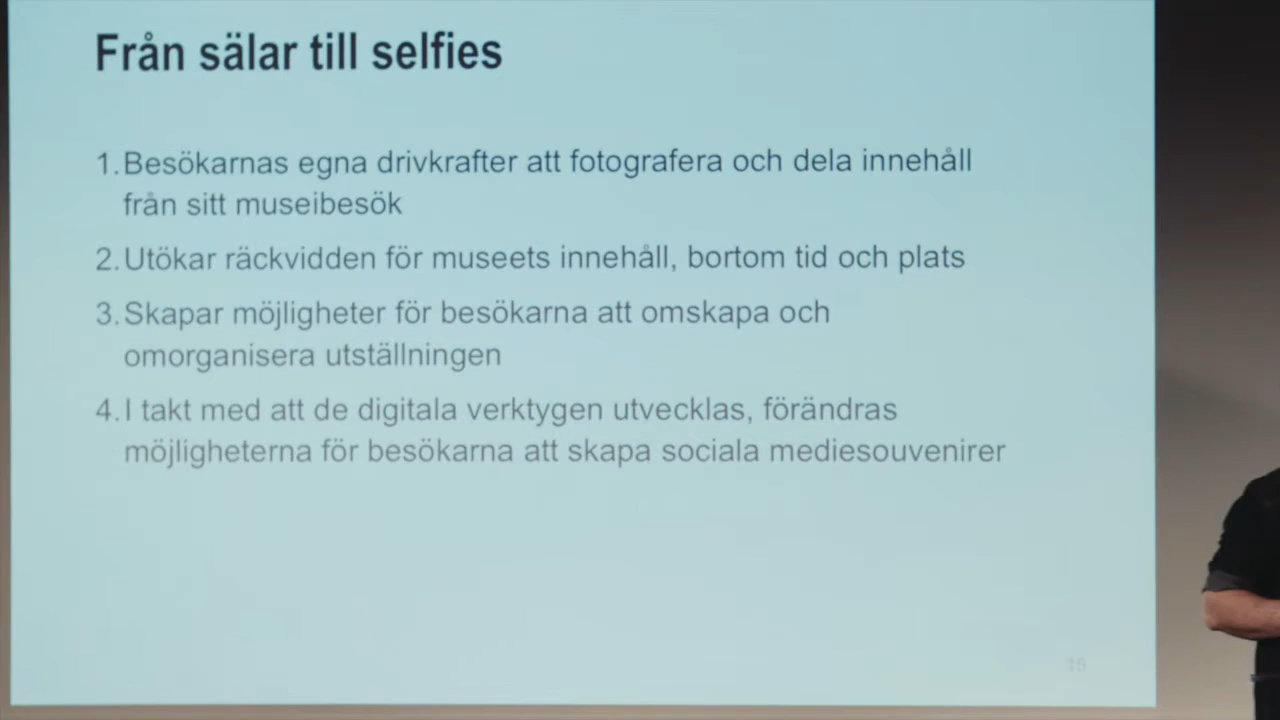 Från sälar till selfies
1. Besökarnas egna drivkrafter att fotografera och dela innehåll
från sitt museibesök
2. Utökar räckvidden för museets innehåll, bortom tid och plats
3. Skapar möjligheter för besökarna att omskapa och
omorganisera utställningen
4. I takt med att de digitala verktygen utvecklas, förändras
möjligheterna för besökarna att skapa sociala mediesouvenirer